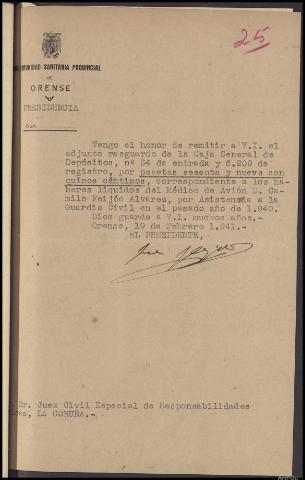 25
SANITARIA PROVINCIAL
DE
ORENSE
PRESIDENCIA
Núm.
Tengo el honor de remitir a V.I. el
adjunto resguardo de la Caja General de
Depósitos, nº 34 de entrada y 6.209 de
registro, por pesetas sesenta y nueve con
quince céntimos, correspondiente a los ha-
beres líquidos del Médico de Avión D. Ca-
milo Feijóo Alvarez, por Asistencia a la
Guardia Civil en el pasado año de 1.940.
Dios guarde a V.I. muchos años.-
Orense, 19 de Febrero 1.941.-
EL PRESIDENTE,
Sr. Juez Civil Especial de Responsabilidades
LA CORUÑA.-